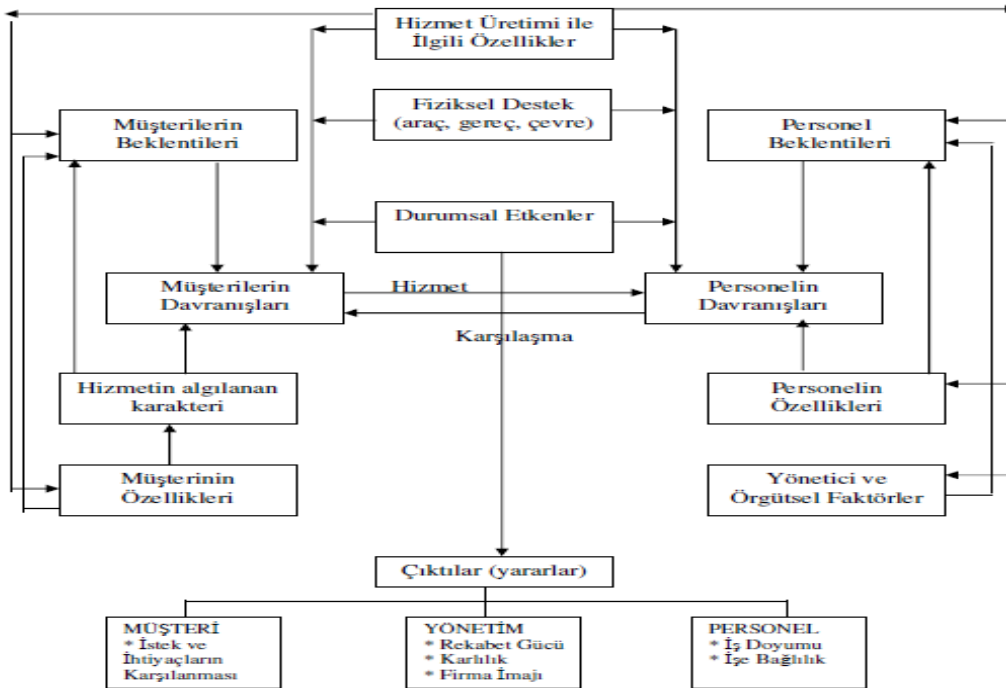 Hizmet Üretimi ile
İlgili Özellikler
Fiziksel Destek
(araç, gereç, çevre)
Müşterilerin
Beklentileri
Personel
Beklentileri
Durumsal Etkenler
Müşterilerin
Davranışları
Hizmet
Karşılaşma
Personelin
Davranışları
Hizmetin algılanan
karakteri
Personelin
Özellikleri
Müşterinin
Özellikleri
Yönetici ve
Örgütsel Faktörler
Çıktılar (yararlar)
MÜŞTERİ
* İstek ve
İhtiyaçların
Karşılanması
YÖNETİM
* Rekabet Gücü
* Karlılık
* Firma İmajı
PERSONEL
* İş Doyumu
* İşe Bağlılık